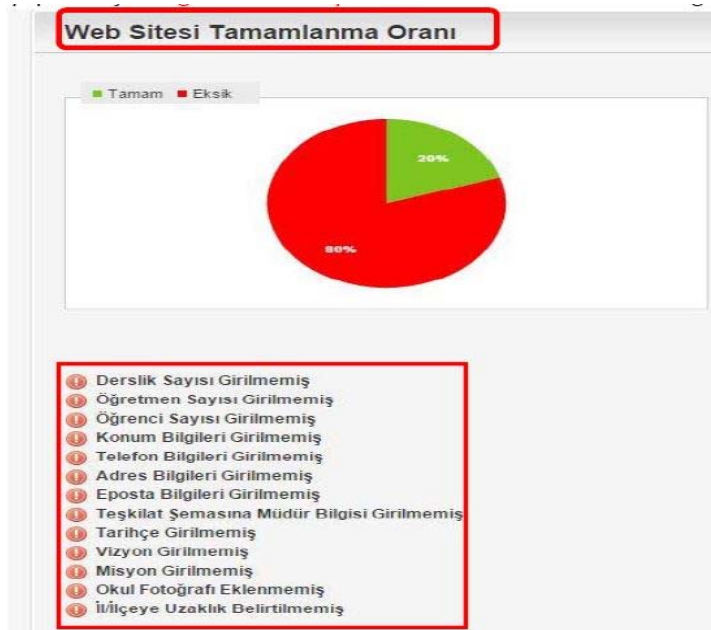 Web Sitesi Tamamlanma Oranı
Tamam Eksik
20%
80%
Derslik Sayısı Girilmemiş
Öğretmen Sayısı Girilmemiş
Öğrenci Sayısı Girilmemiş
Konum Bilgileri Girilmemiş
Telefon Bilgileri Girilmemiş
Adres Bilgileri Girilmemiş
Eposta Bilgileri Girilmemiş
Teşkilat Şemasına Müdür Bilgisi Girilmemiş
Tarihçe Girilmemiş
Vizyon Girilmemiş
Misyon Girilmemiş
Okul Fotoğrafı Eklenmemiş
İl/İlçeye Uzaklık Belirtilmemiş